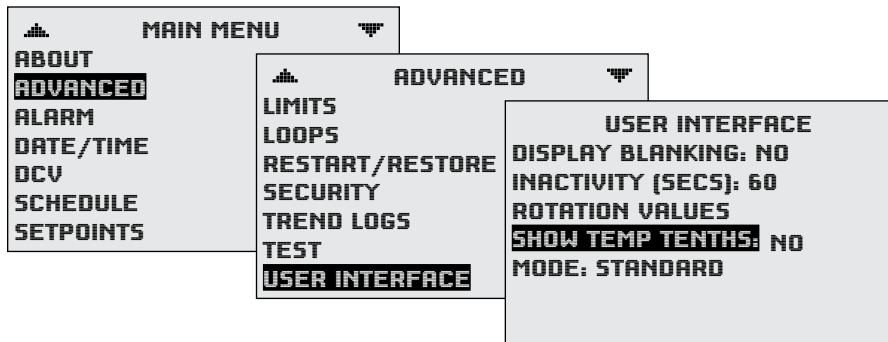 MAIN MENU
ABOUT
ADVANCED
ALARM
DATE/TIME
DCV
SCHEDULE
SETPOINTS
ADVANCED
LIMITS
LOOPS
RESTART/RESTORE
SECURITY
TREND LOGS
TEST
USER INTERFACE
USER INTERFACE
DISPLAY BLANKING: NO
INACTIVITY (SECS): 60
ROTATION VALUES
SHOW TEMP TENTHS: NO
MODE: STANDARD